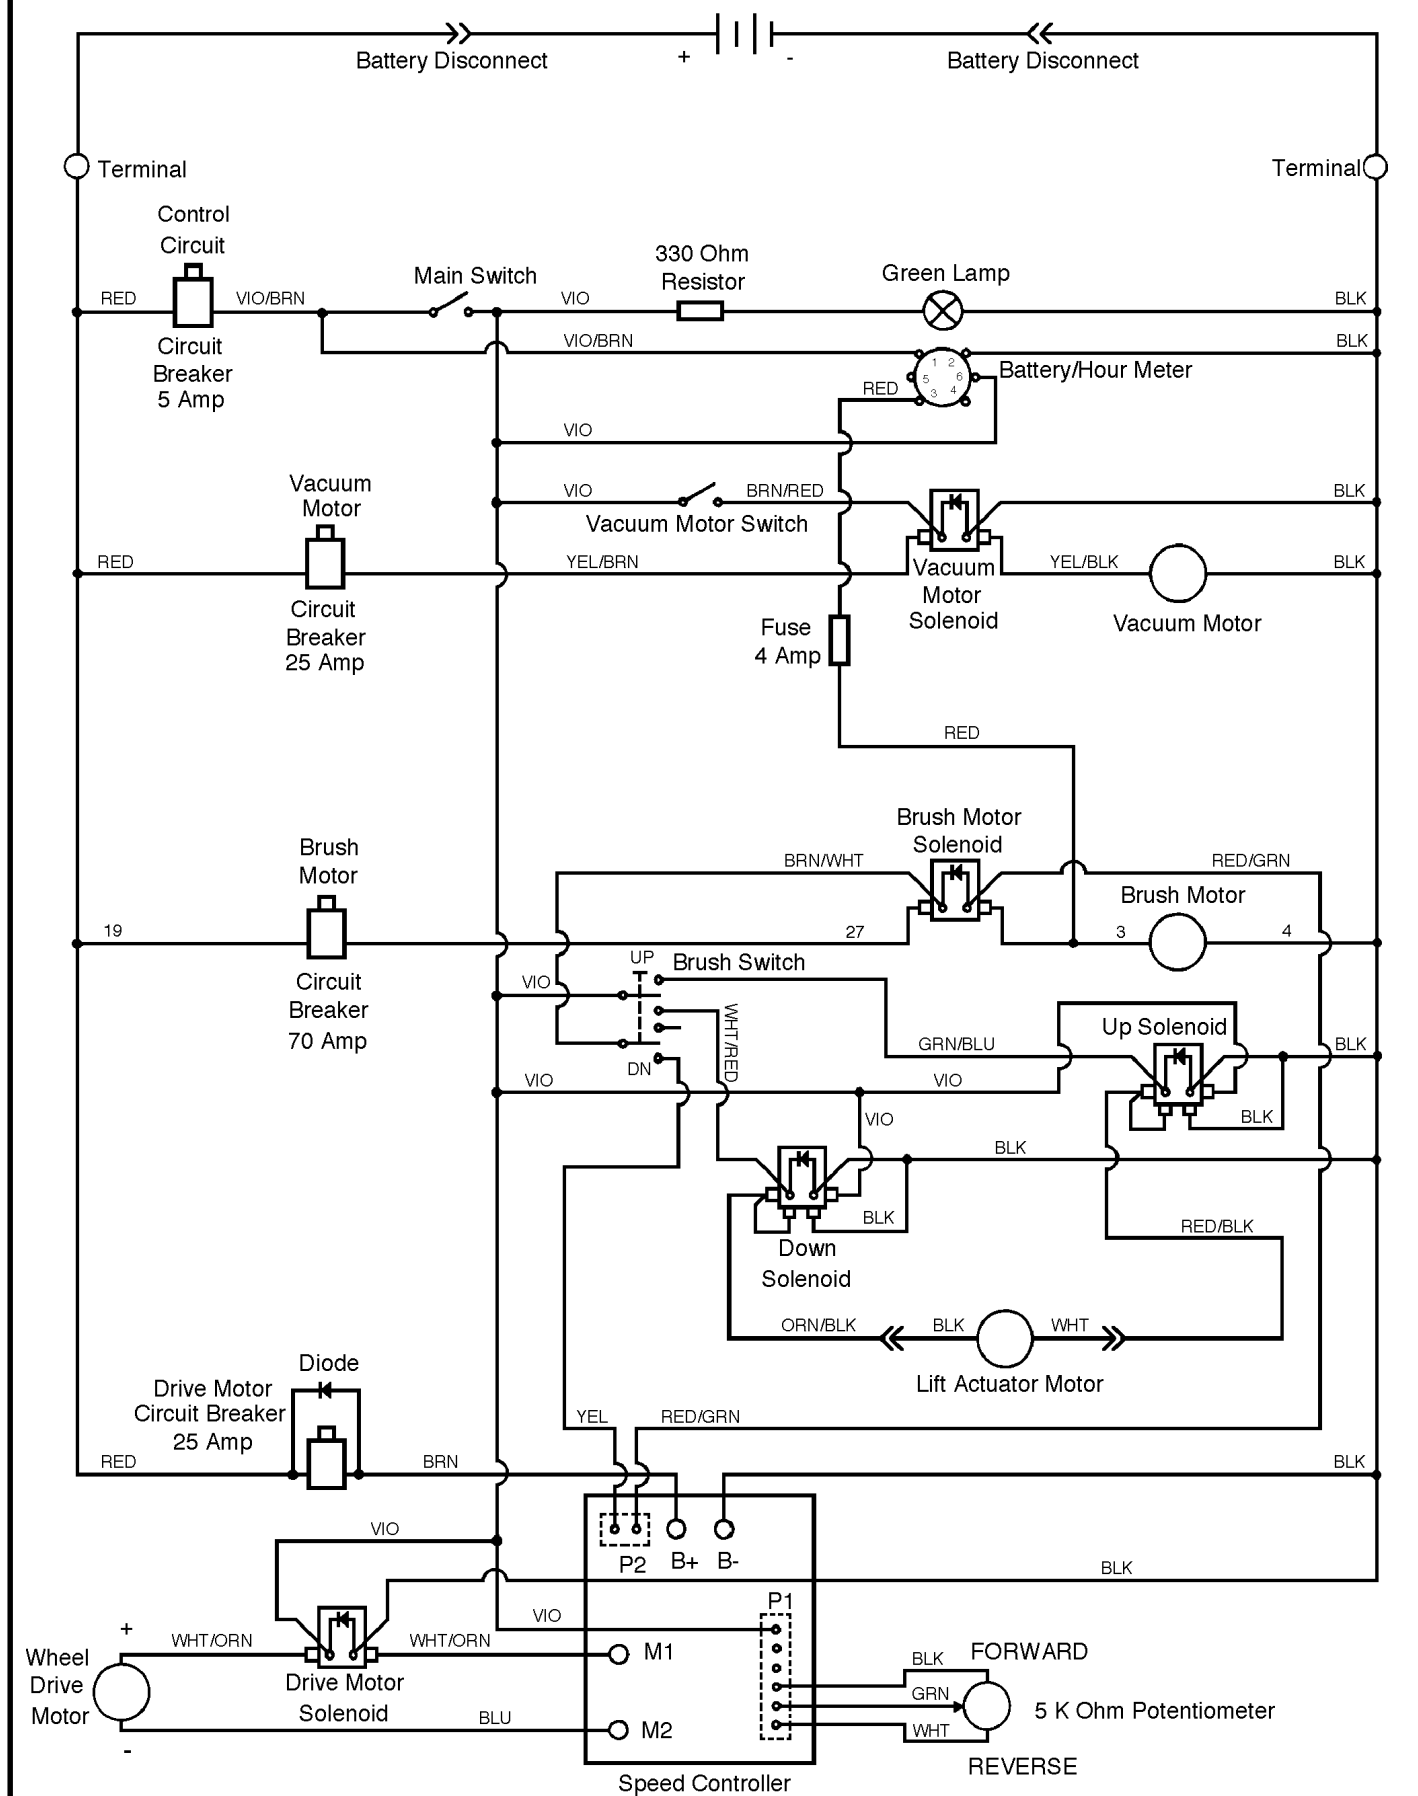 Battery Disconnect
+
-
Battery Disconnect
Terminal
Terminal
Control
Circuit
RED
VIO/BRN
Circuit
Breaker
5 Amp
Main Switch
VIO
330 Ohm
Resistor
Green Lamp
BLK
VIO/BRN
BLK
1
2
5
6
3
4
Battery/Hour Meter
RED
VIO
Vacuum
Motor
VIO
BRN/RED
BLK
Vacuum Motor Switch
RED
YEL/BRN
Vacuum
Motor
Solenoid
YEL/BLK
BLK
Circuit
Breaker
25 Amp
Vacuum Motor
Fuse
4 Amp
RED
Brush Motor
Solenoid
Brush
Motor
BRN/WHT
RED/GRN
Brush Motor
19
27
3
4
Circuit
Breaker
70 Amp
UP
Brush Switch
VIO
WHT/RED
DN
GRN/BLU
Up Solenoid
BLK
VIO
VIO
VIO
BLK
BLK
BLK
Down
Solenoid
RED/BLK
ORN/BLK
BLK
WHT
Lift Actuator Motor
Diode
Drive Motor
Circuit Breaker
25 Amp
YEL
RED/GRN
RED
BRN
BLK
VIO
P2
B+
B-
BLK
P1
VIO
+
WHT/ORN
WHT/ORN
M1
Wheel
Drive
Motor
Drive Motor
Solenoid
BLK
FORWARD
GRN
5 K Ohm Potentiometer
BLU
M2
WHT
-
REVERSE
Speed Controller